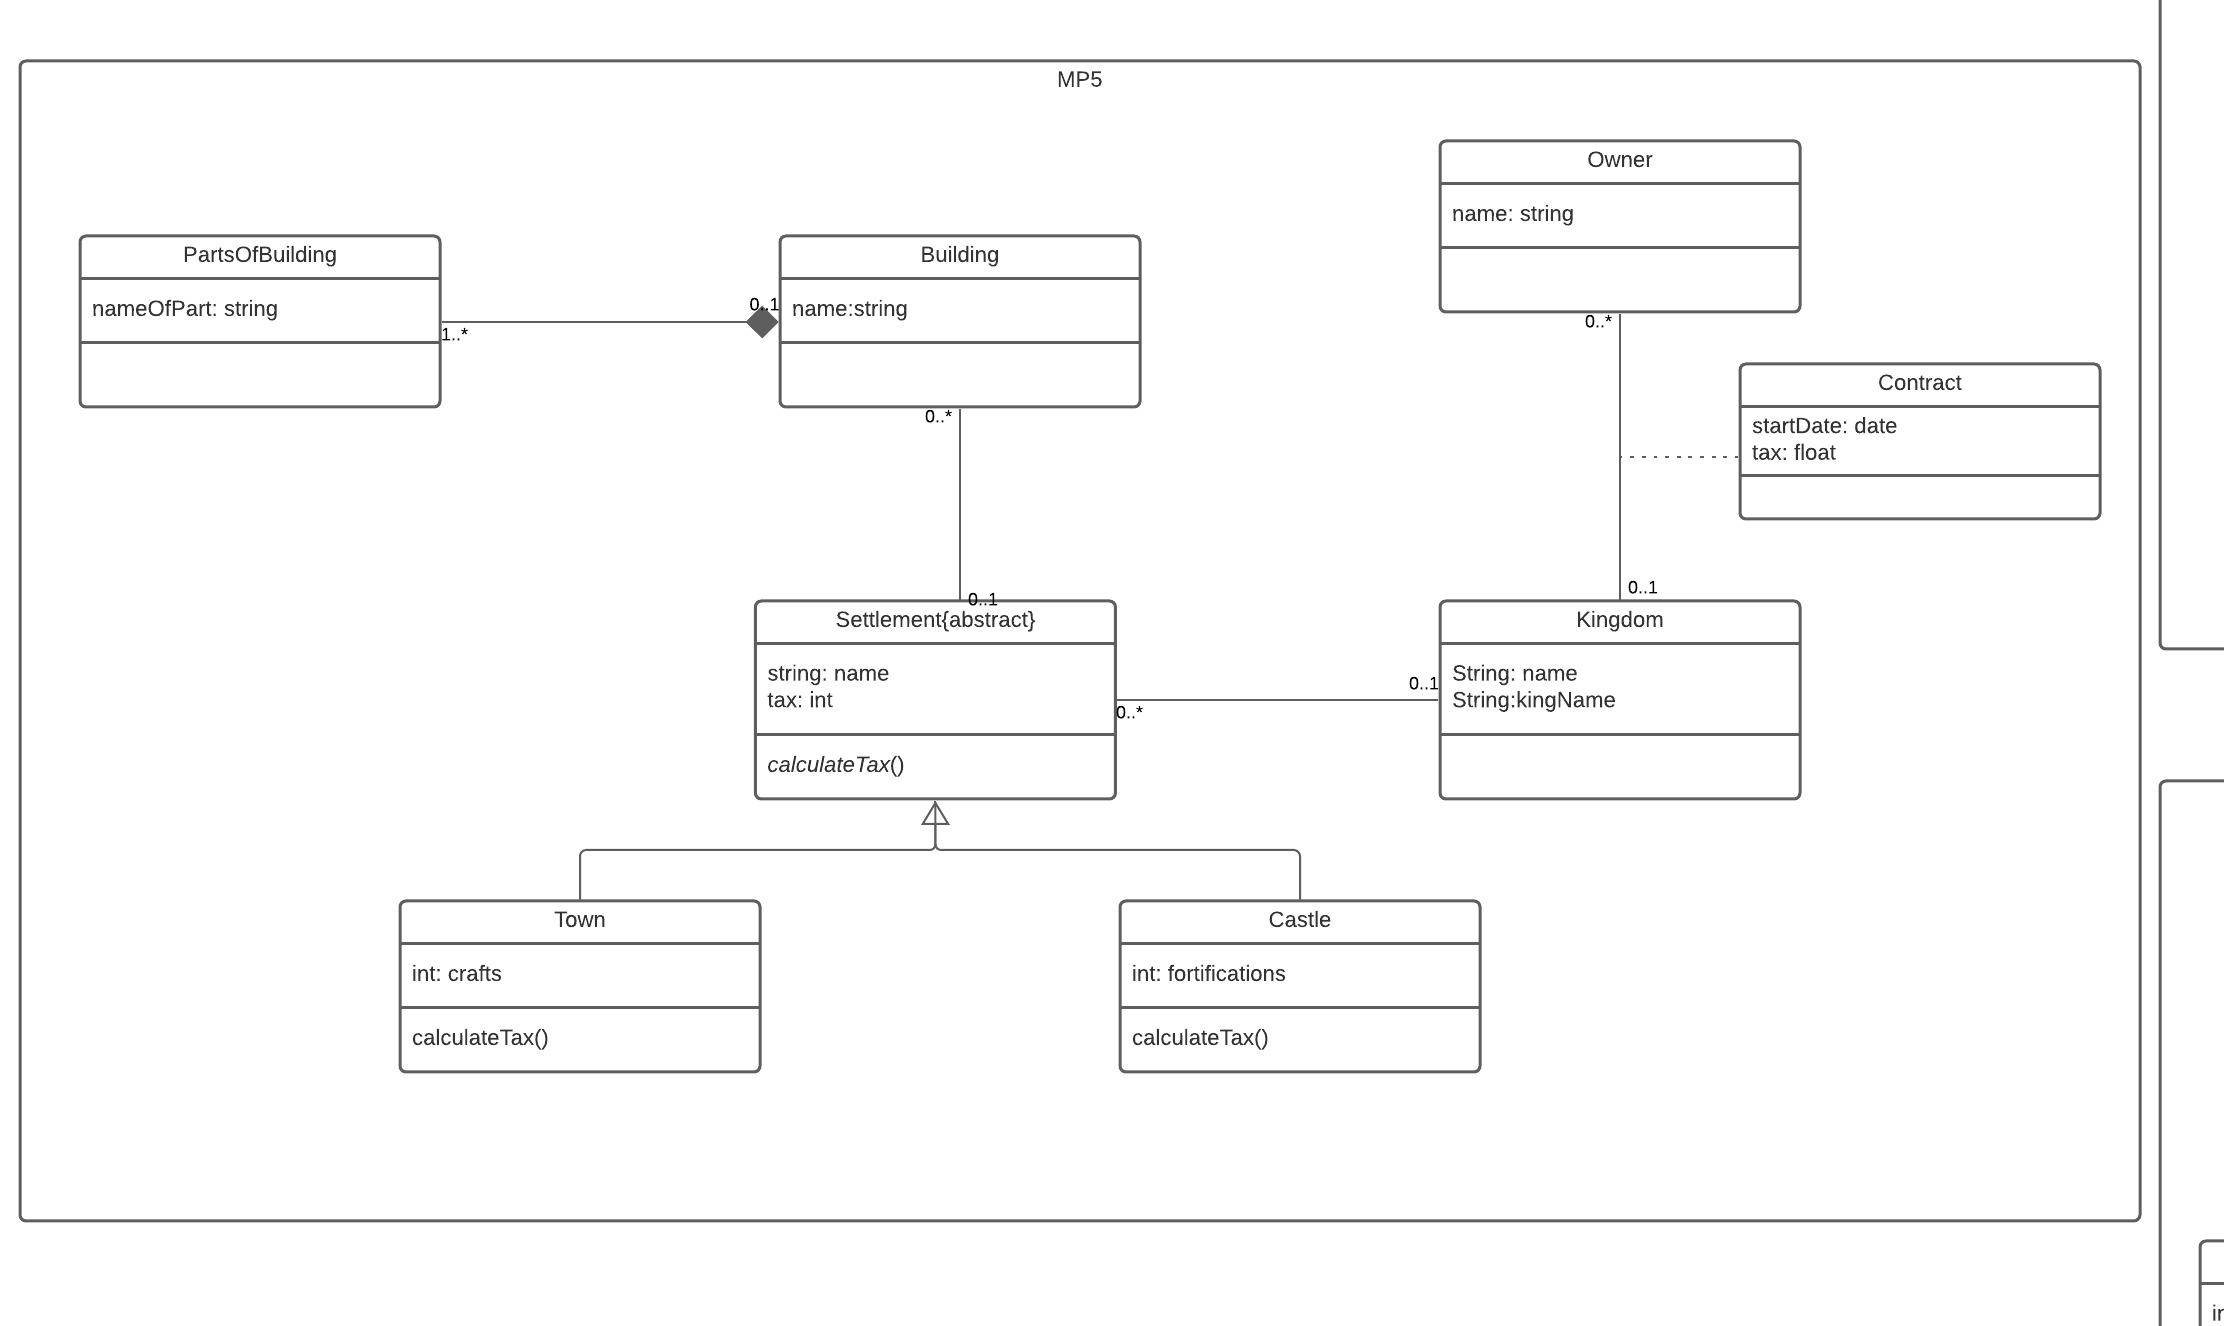 MP5
Owner
name: string
PartsOfBuilding
nameOfPart: string
1..*
0..1
Building
name:string
0..*
0..*
Contract
startDate: date
tax: float
0..1
Settlement{abstract}
string: name
tax: int
calculateTax()
0..*
0..1
0..1
Kingdom
String: name
String:kingName
Town
int: crafts
calculateTax()
Castle
int: fortifications
calculateTax()